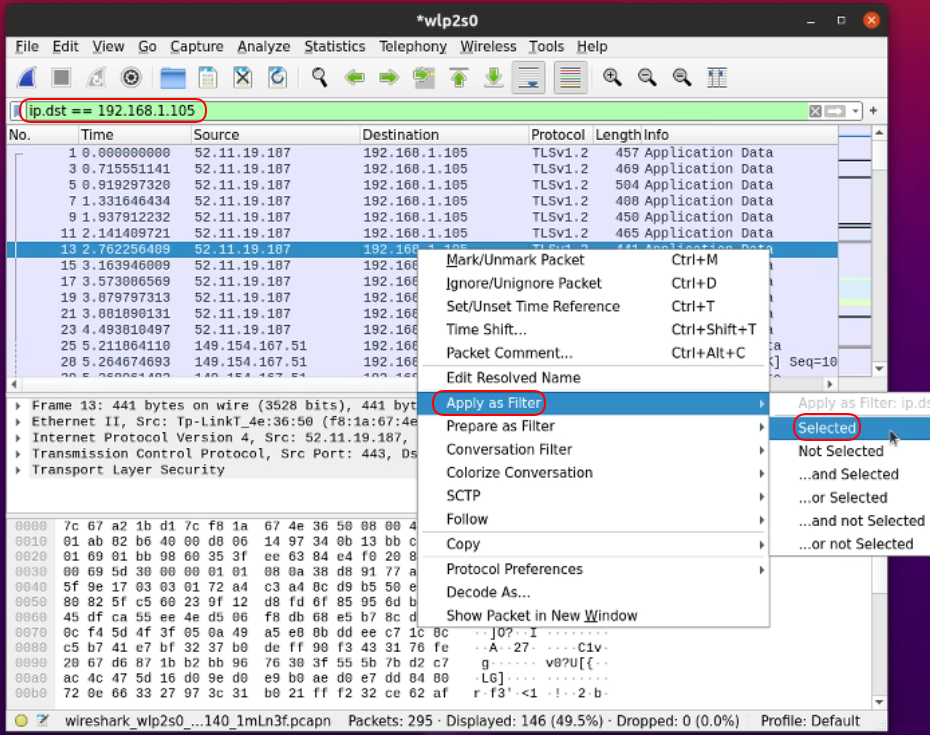 *wlp2s0
File Edit View Go Capture Analyze Statistics Telephony Wireless Tools Help
ip.dst == 192.168.1.105
No. Time Source Destination Protocol Length Info
1 0.000000000 52.11.19.187 192.168.1.105 TLSv1.2 457 Application Data
3 0.715551141 52.11.19.187 192.168.1.105 TLSv1.2 469 Application Data
5 0.919297320 52.11.19.187 192.168.1.105 TLSv1.2 504 Application Data
7 1.331646434 52.11.19.187 192.168.1.105 TLSv1.2 408 Application Data
9 1.937912232 52.11.19.187 192.168.1.105 TLSv1.2 450 Application Data
11 2.141409721 52.11.19.187 192.168.1.105 TLSv1.2 465 Application Data
13 2.762256409 52.11.19.187 192.168.1.105 TLSv1.2 441 Application Data
15 3.163946009 52.11.19.187 192.168
17 3.573086569 52.11.19.187 192.168
19 3.879797313 52.11.19.187 192.168
21 3.881890131 52.11.19.187 192.168
23 4.493810497 52.11.19.187 192.168
25 5.211864110 149.154.167.51 192.168 ta
28 5.264674693 149.154.167.51 192.168 K] Seq=10
Mark/Unmark Packet Ctrl+M
Ignore/Unignore Packet Ctrl+D
Set/Unset Time Reference Ctrl+T
Time Shift... Ctrl+Shift+T
Packet Comment... Ctrl+Alt+C
Edit Resolved Name
Apply as Filter
Prepare as Filter
Conversation Filter
Colorize Conversation
SCTP
Follow
Copy
Protocol Preferences
Decode As...
Show Packet in New Window
Apply as Filter: ip.ds
Selected
Not Selected
...and Selected
...or Selected
...and not Selected
...or not Selected
Frame 13: 441 bytes on wire (3528 bits), 441 byt
Ethernet II, Src: Tp-LinkT_4e:36:50 (f8:1a:67:4e
Internet Protocol Version 4, Src: 52.11.19.187,
Transmission Control Protocol, Src Port: 443, Ds
Transport Layer Security
0000 7c 67 a2 1b d1 7c f8 1a 67 4e 36 50 08 00 4
0010 01 ab 82 b6 40 00 d8 06 14 97 34 0b 13 bb c
0020 01 69 01 bb 98 60 35 3f ee 63 84 e4 f0 20 8
0030 00 69 5d 30 00 00 01 01 08 0a 38 d8 91 77 a
0040 5f 9e 17 03 03 01 72 a4 c3 a4 8c d9 b5 50 e
0050 80 82 5f c5 60 23 9f 12 d8 fd 6f 85 95 6d b
0060 45 df ca 55 ee 4e d5 06 f8 db 68 e5 b7 8c d
0070 0c f4 5d 4f 3f 05 0a 49 a5 e8 8b dd ee c7 1c 8c ··]O?··I ········
0080 c5 b7 41 e7 bf 32 37 b0 de ff 90 f3 43 31 76 fe ··A··27· ····C1v·
0090 20 67 d6 87 1b b2 bb 96 76 30 3f 55 5b 7b d2 c7 g······ v0?U[{··
00a0 ac 4c 47 5d 16 d0 9e d0 e9 b0 ae d0 e7 dd 84 80 ·LG]···· ········
00b0 72 0e 66 33 27 97 3c 31 b0 21 ff f2 32 ce 62 af r·f3'·<1 ·!··2·b·
wireshark_wlp2s0_...140_1mLn3f.pcapn Packets: 295 · Displayed: 146 (49.5%) · Dropped: 0 (0.0%) Profile: Default